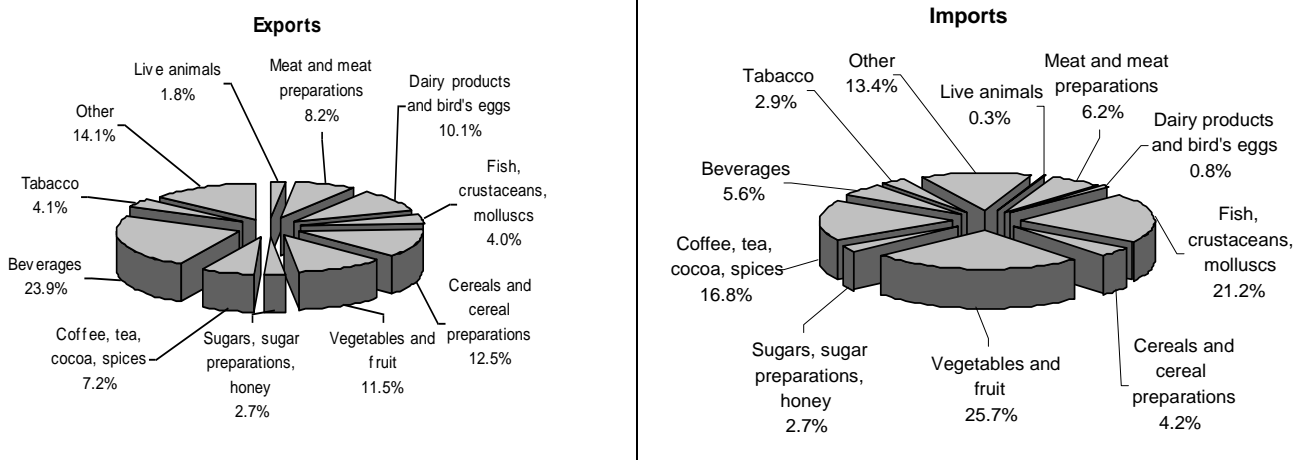 Exports
Live animals
1.8%
Meat and meat
preparations
8.2%
Dairy products
and bird's eggs
10.1%
Fish,
crustaceans,
molluscs
4.0%
Cereals and
cereal
preparations
12.5%
Vegetables and
fruit
11.5%
Sugars, sugar
preparations,
honey
2.7%
Coffee, tea,
cocoa, spices
7.2%
Beverages
23.9%
Tabacco
4.1%
Other
14.1%
Imports
Live animals
0.3%
Meat and meat
preparations
6.2%
Dairy products
and bird's eggs
0.8%
Fish,
crustaceans,
molluscs
21.2%
Cereals and
cereal
preparations
4.2%
Vegetables and
fruit
25.7%
Sugars, sugar
preparations,
honey
2.7%
Coffee, tea,
cocoa, spices
16.8%
Beverages
5.6%
Tabacco
2.9%
Other
13.4%